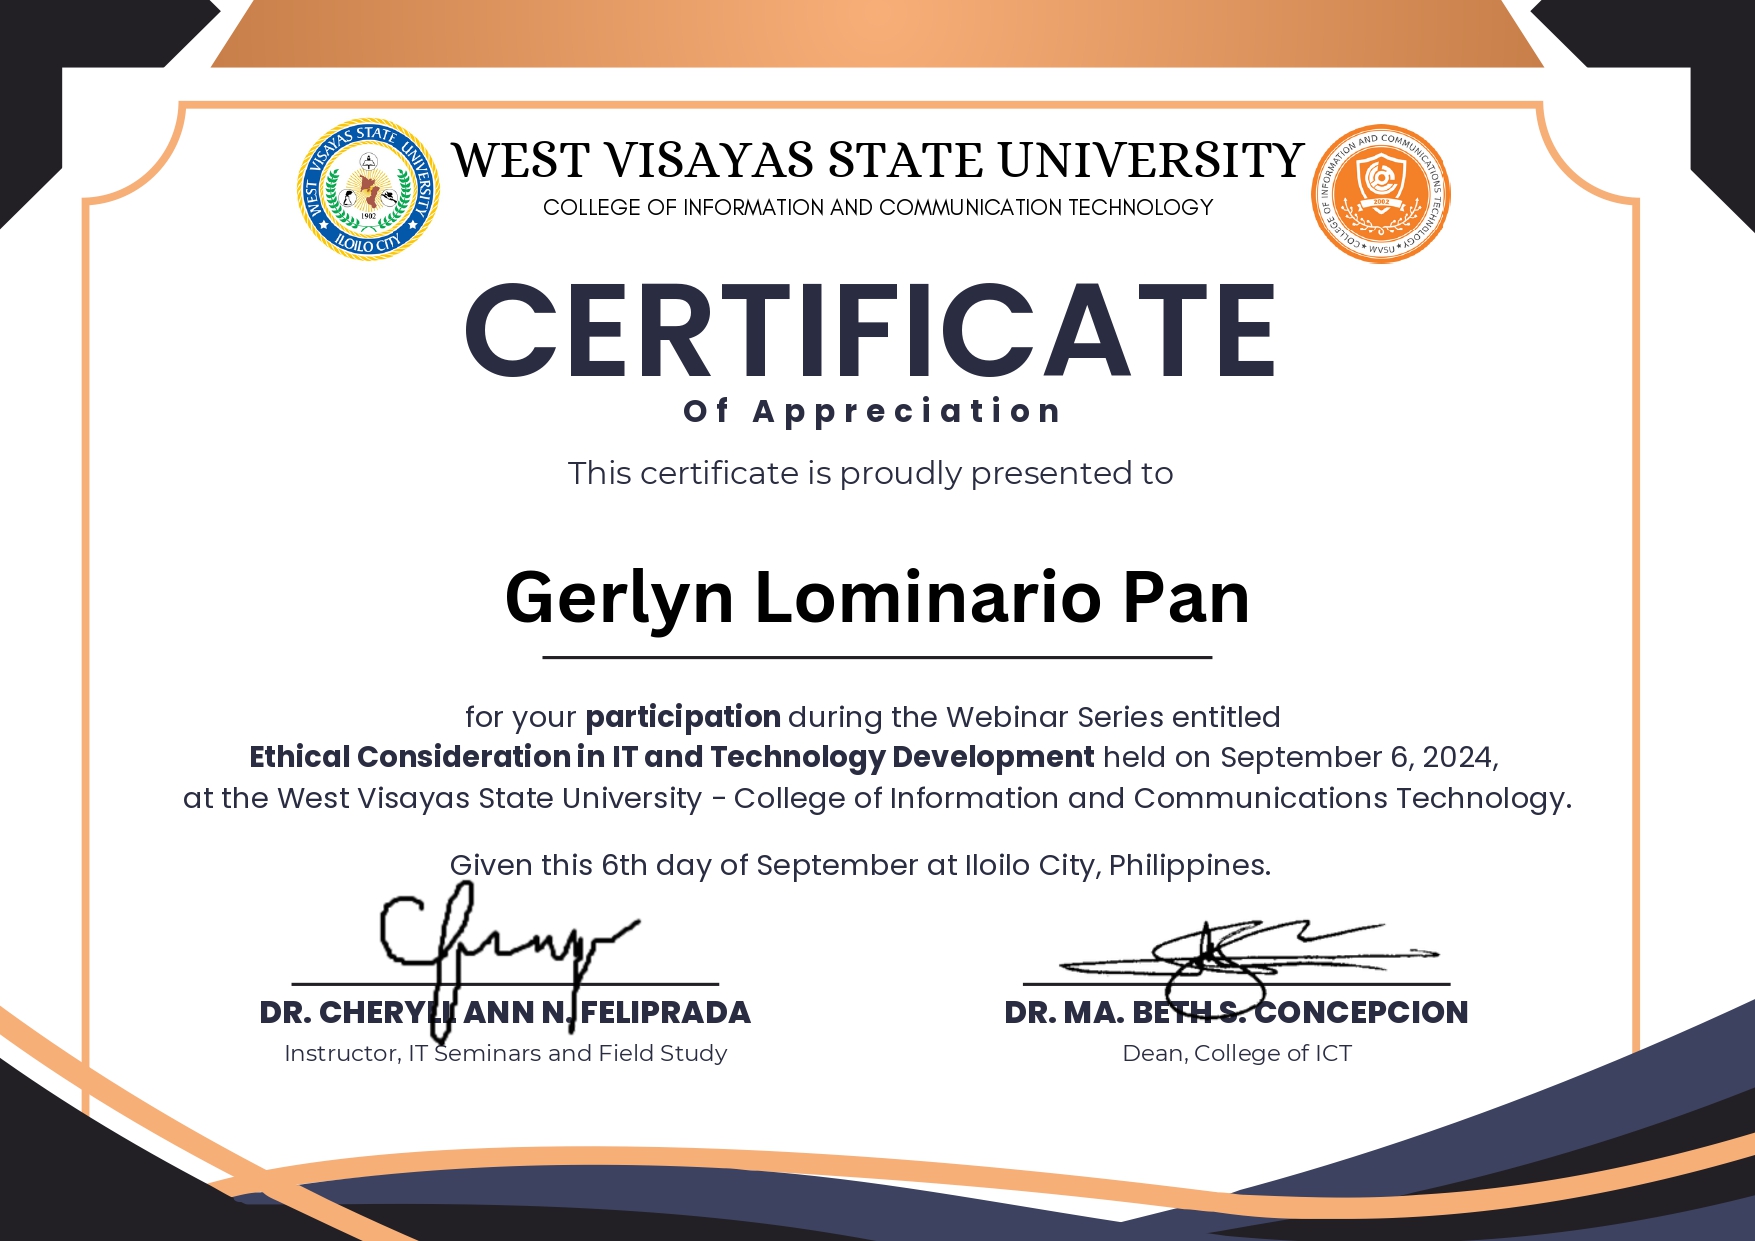 WEST VISAYAS STATE UNIVERSITY
ILOILO CITY
1902
WEST VISAYAS STATE UNIVERSITY
COLLEGE OF INFORMATION AND COMMUNICATION TECHNOLOGY
COLLEGE OF INFORMATION AND COMMUNICATIONS TECHNOLOGY
WVSU
2002
CERTIFICATE
Of Appreciation
This certificate is proudly presented to
Gerlyn Lominario Pan
for your participation during the Webinar Series entitled
Ethical Consideration in IT and Technology Development held on September 6, 2024,
at the West Visayas State University - College of Information and Communications Technology.
Given this 6th day of September at Iloilo City, Philippines.
DR. CHERYLL ANN N. FELIPRADA
Instructor, IT Seminars and Field Study
DR. MA. BETH S. CONCEPCION
Dean, College of ICT